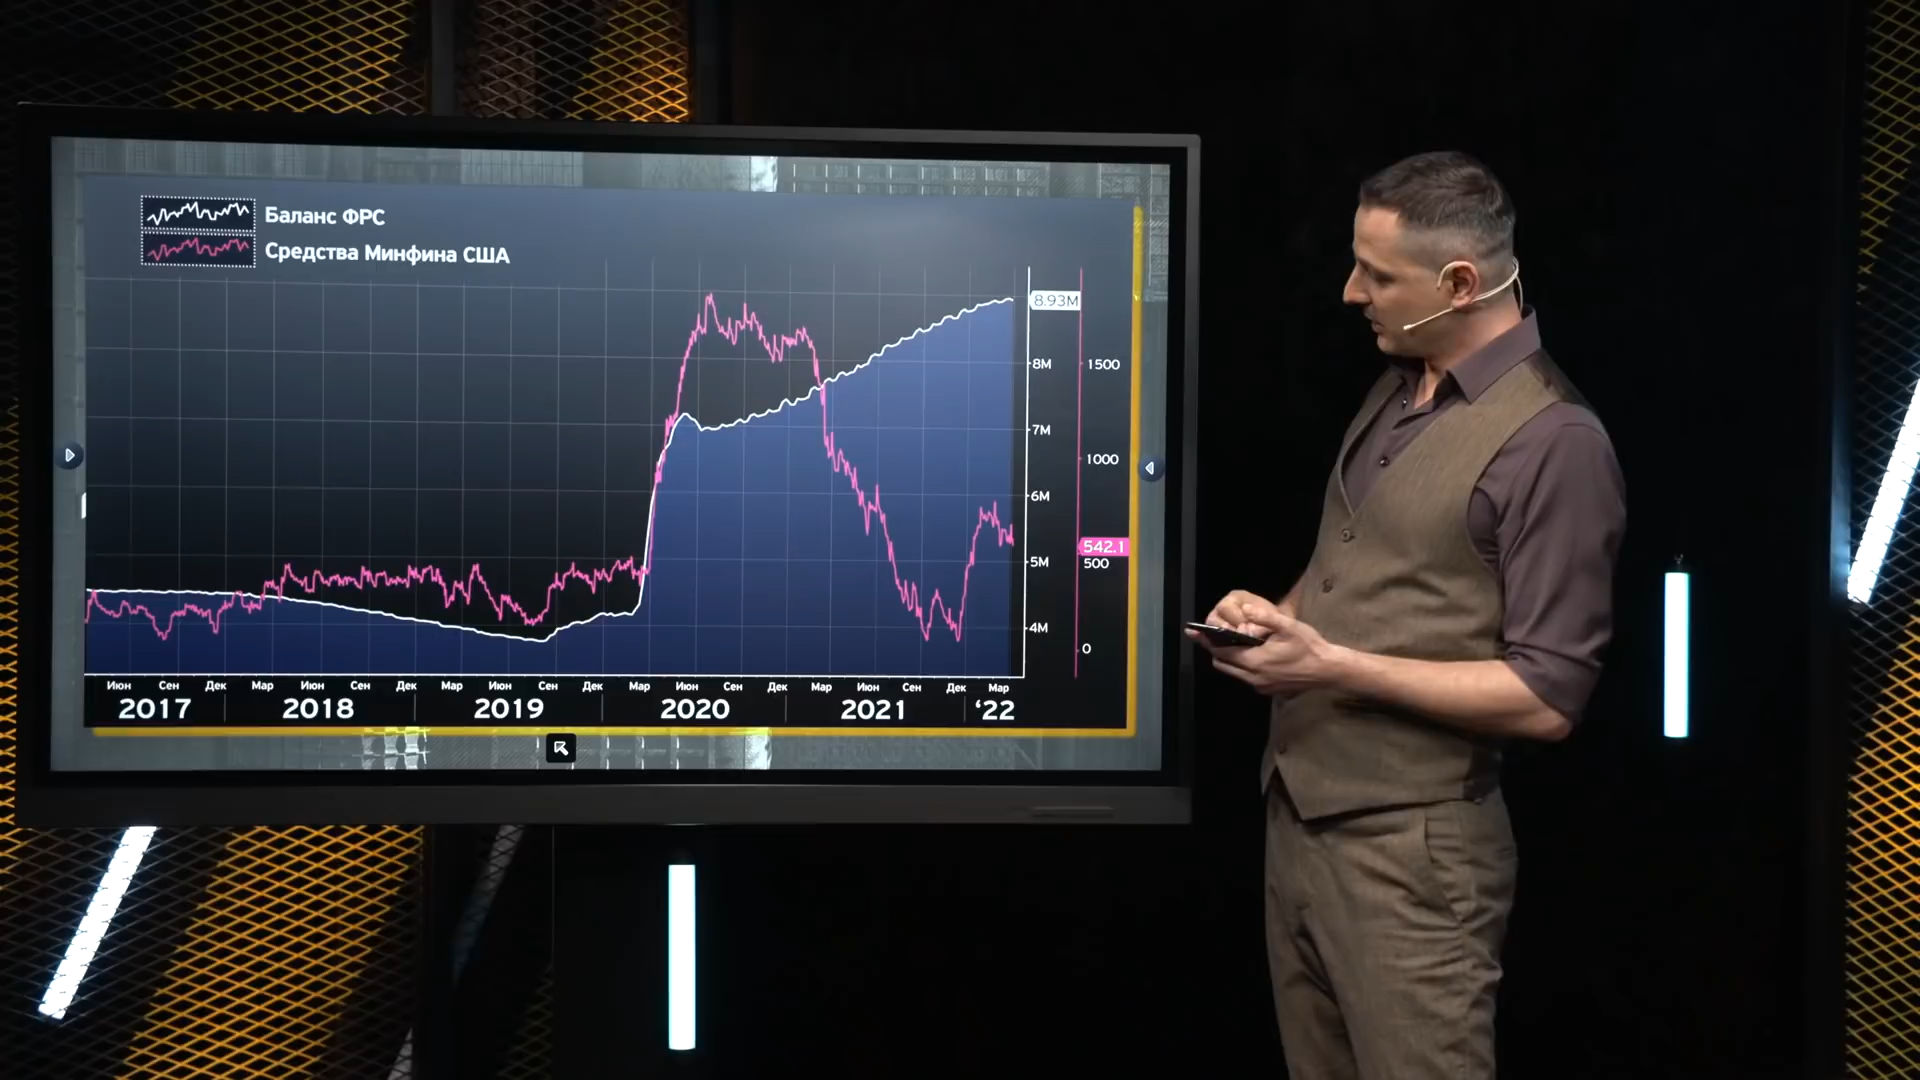 Баланс ФРС
Средства Минфина США
8.93M
8M
7M
6M
5M
4M
1500
1000
542.1
500
0
Июн Сен Дек Мар Июн Сен Дек Мар Июн Сен Дек Мар Июн Сен Дек Мар Июн Сен Дек Мар
2017 2018 2019 2020 2021 ‘22